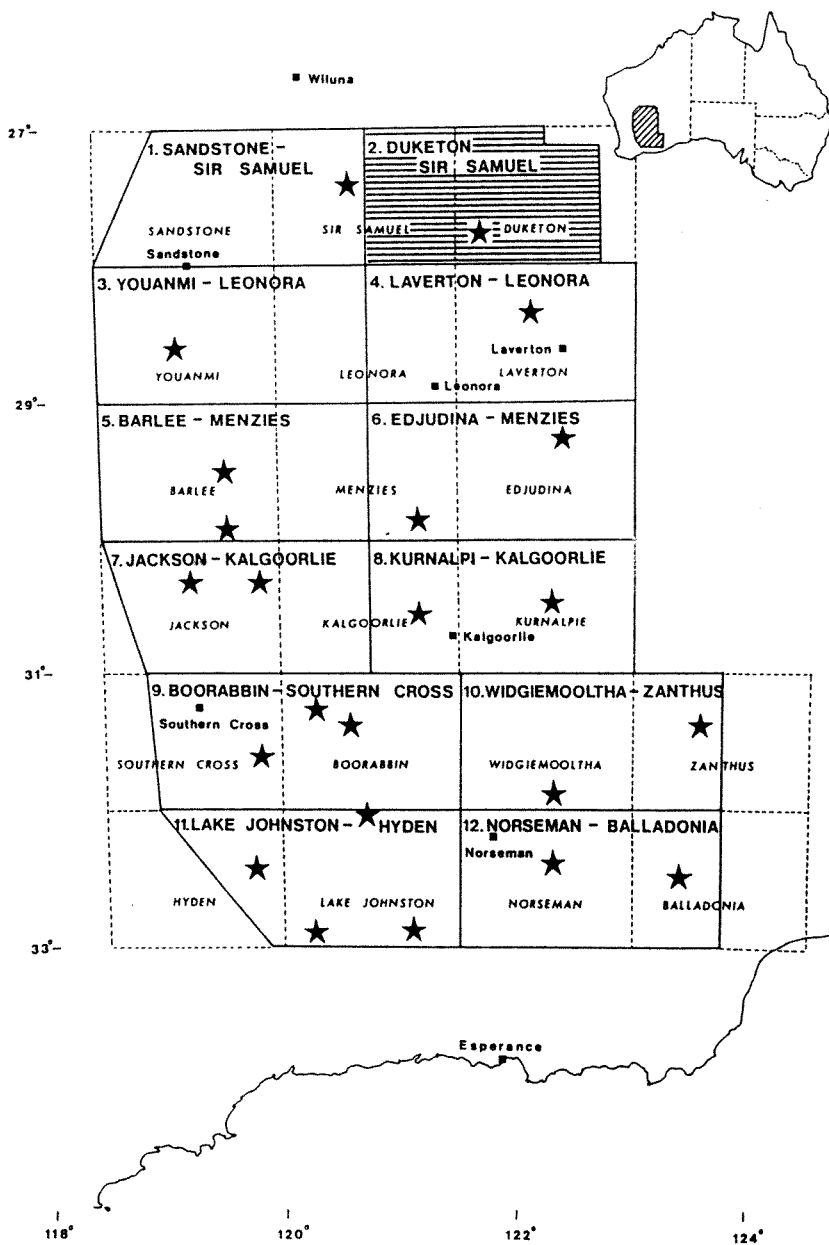 Wiluna
27°
1. SANDSTONE -
SIR SAMUEL
2. DUKETON
SIR SAMUEL
SANDSTONE
SIR SAMUEL
DUKETON
Sandstone
3. YOUANMI - LEONORA
4. LAVERTON - LEONORA
Laverton
YOUANMI
LEONORA
LAVERTON
Leonora
29°
5. BARLEE - MENZIES
6. EDJUDINA - MENZIES
BARLEE
MENZIES
EDJUDINA
7. JACKSON - KALGOORLIE
8. KURNALPI - KALGOORLIE
JACKSON
KALGOORLIE
KURNALPIE
Kalgoorlie
31°
9. BOORABBIN - SOUTHERN CROSS
10. WIDGIEMOOLTHA - ZANTHUS
Southern Cross
SOUTHERN CROSS
BOORABBIN
WIDGIEMOOLTHA
ZANTHUS
11. LAKE JOHNSTON - HYDEN
12. NORSEMAN - BALLADONIA
Norseman
HYDEN
LAKE JOHNSTON
NORSEMAN
BALLADONIA
33°
Esperance
118°
120°
122°
124°